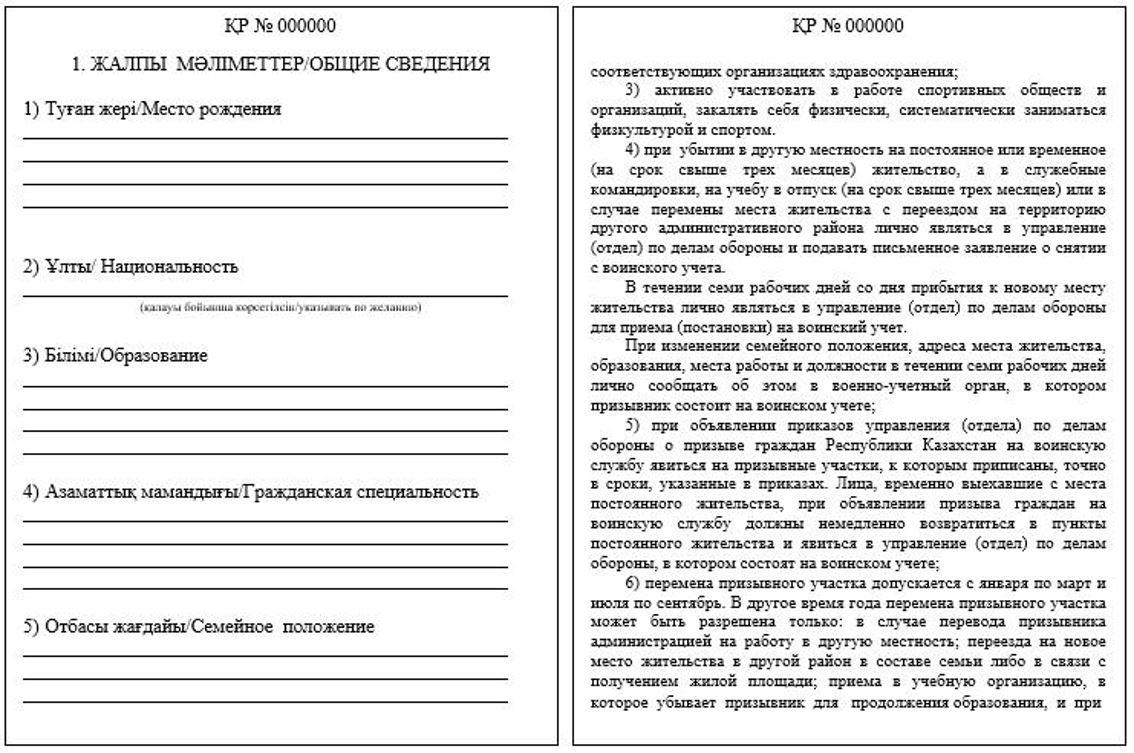 ҚР № 000000
1. ЖАЛПЫ МӘЛІМЕТТЕР/ОБЩИЕ СВЕДЕНИЯ
1) Туған жері/Место рождения
2) Ұлты/ Национальность
(қалауы бойынша көрсетілсін/указывать по желанию)
3) Білімі/Образование
4) Азаматтық мамандығы/Гражданская специальность
5) Отбасы жағдайы/Семейное положение
ҚР № 000000
соответствующих организациях здравоохранения;
3) активно участвовать в работе спортивных обществ и
организаций, закалять себя физически, систематически заниматься
физкультурой и спортом.
4) при убытии в другую местность на постоянное или временное
(на срок свыше трех месяцев) жительство, а в служебные
командировки, на учебу в отпуск (на срок свыше трех месяцев) или в
случае перемены места жительства с переездом на территорию
другого административного района лично являться в управление
(отдел) по делам обороны и подавать письменное заявление о снятии
с воинского учета.
В течении семи рабочих дней со дня прибытия к новому месту
жительства лично являться в управление (отдел) по делам обороны
для приема (постановки) на воинский учет.
При изменении семейного положения, адреса места жительства,
образования, места работы и должности в течении семи рабочих дней
лично сообщать об этом в военно-учетный орган, в котором
призывник состоит на воинском учете;
5) при объявлении приказов управления (отдела) по делам
обороны о призыве граждан Республики Казахстан на воинскую
службу явиться на призывные участки, к которым приписаны, точно
в сроки, указанные в приказах. Лица, временно выехавшие с места
постоянного жительства, при объявлении призыва граждан на
воинскую службу должны немедленно возвратиться в пункты
постоянного жительства и явиться в управление (отдел) по делам
обороны, в котором состоят на воинском учете;
6) перемена призывного участка допускается с января по март и
июля по сентябрь. В другое время года перемена призывного участка
может быть разрешена только: в случае перевода призывника
администрацией на работу в другую местность; переезда на новое
место жительства в другой район в составе семьи либо в связи с
получением жилой площади; приема в учебную организацию, в
которое убывает призывник для продолжения образования, и при